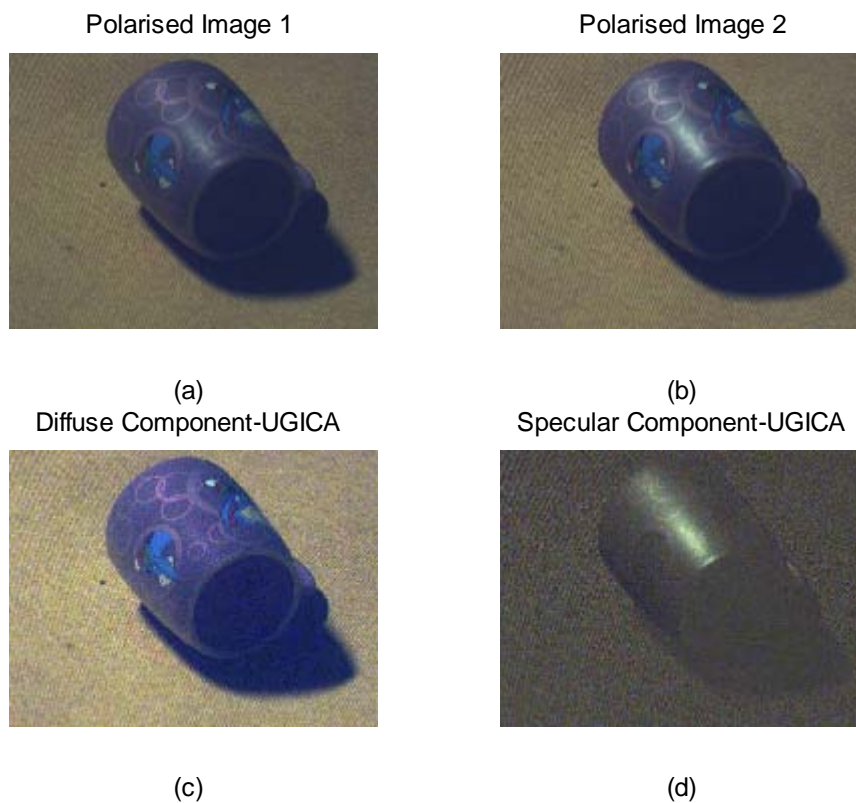 Polarised Image 1
Polarised Image 2
(a)
(b)
Diffuse Component-UGICA
Specular Component-UGICA
(c)
(d)